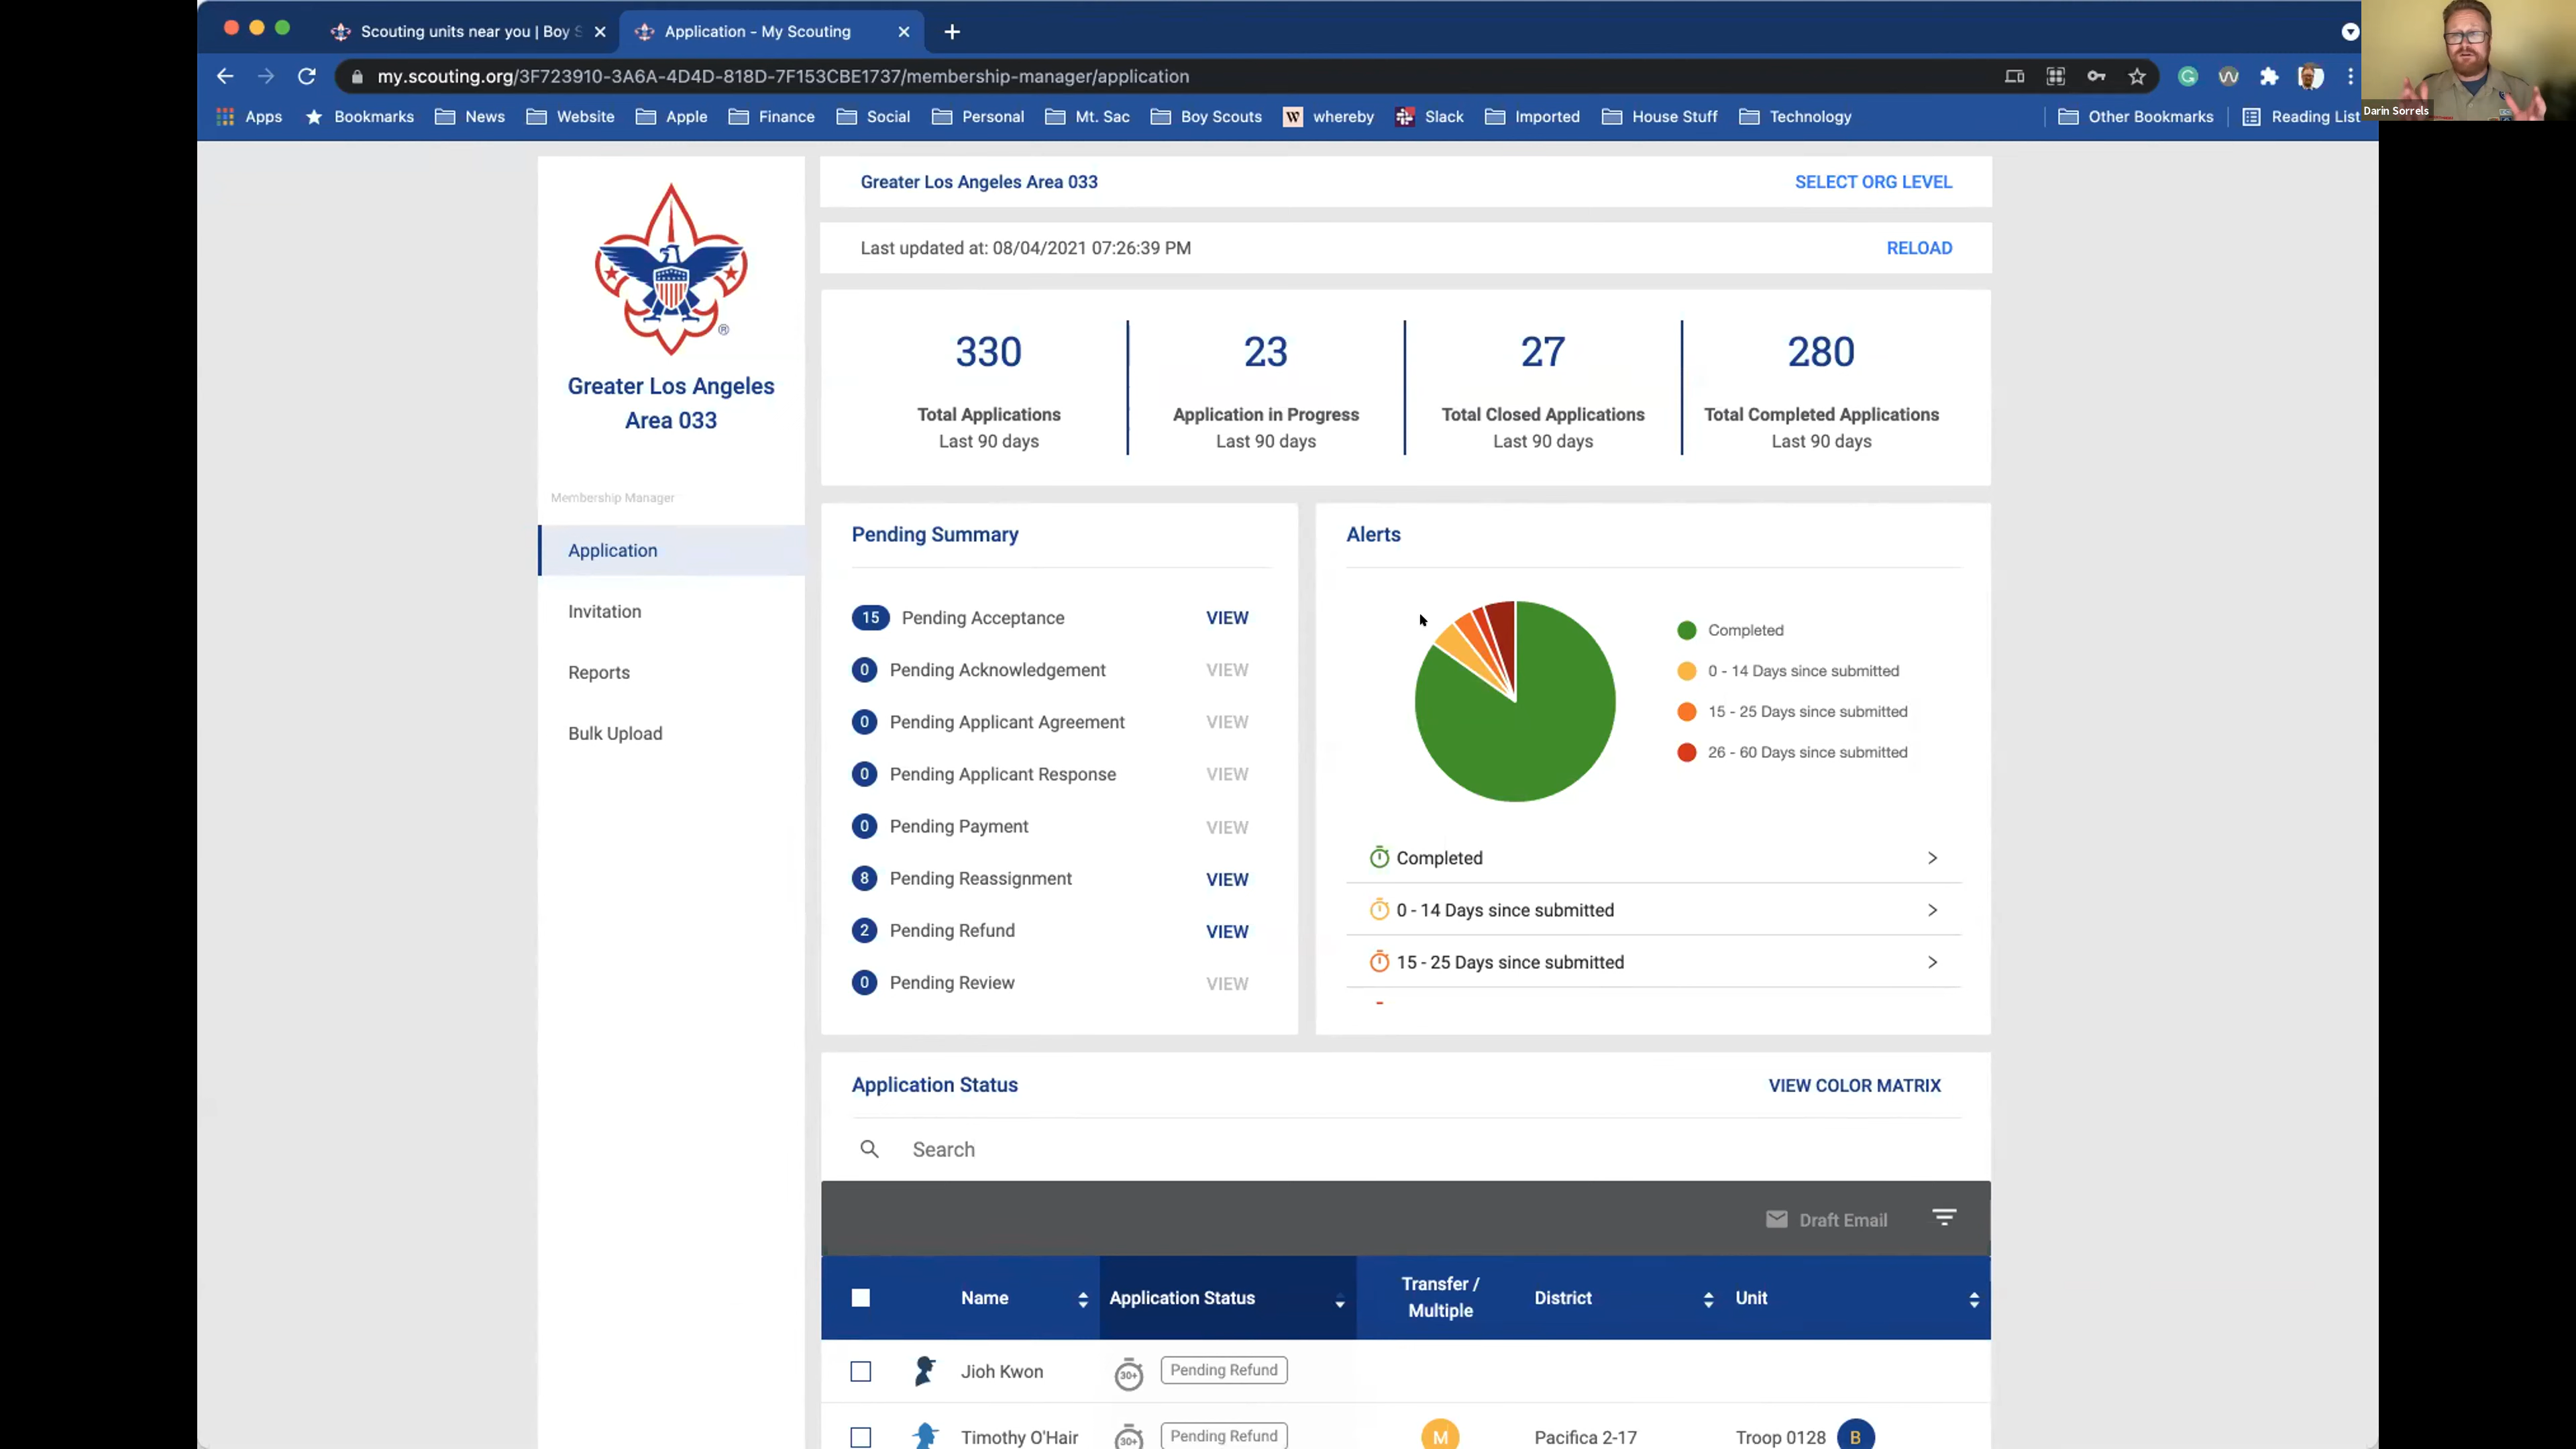 Scouting units near you | Boy S
Application - My Scouting
my.scouting.org/3F723910-3A6A-4D4D-818D-7F153CBE1737/membership-manager/application
Apps
Bookmarks
News
Website
Apple
Finance
Social
Personal
Mt. Sac
Boy Scouts
W whereby
Slack
Imported
House Stuff
Technology
Other Bookmarks
Reading List
Darin Sorrels
®
Greater Los Angeles
Area 033
Membership Manager
Application
Invitation
Reports
Bulk Upload
Greater Los Angeles Area 033
SELECT ORG LEVEL
Last updated at: 08/04/2021 07:26:39 PM
RELOAD
330
Total Applications
Last 90 days
23
Application in Progress
Last 90 days
27
Total Closed Applications
Last 90 days
280
Total Completed Applications
Last 90 days
Pending Summary
15 Pending Acceptance VIEW
0 Pending Acknowledgement VIEW
0 Pending Applicant Agreement VIEW
0 Pending Applicant Response VIEW
0 Pending Payment VIEW
8 Pending Reassignment VIEW
2 Pending Refund VIEW
0 Pending Review VIEW
Alerts
Completed
0 - 14 Days since submitted
15 - 25 Days since submitted
26 - 60 Days since submitted
Completed
0 - 14 Days since submitted
15 - 25 Days since submitted
Application Status
VIEW COLOR MATRIX
Search
Draft Email
Name
Application Status
Transfer /
Multiple
District
Unit
Jioh Kwon 30+ Pending Refund
Timothy O'Hair 30+ Pending Refund M Pacifica 2-17 Troop 0128 B